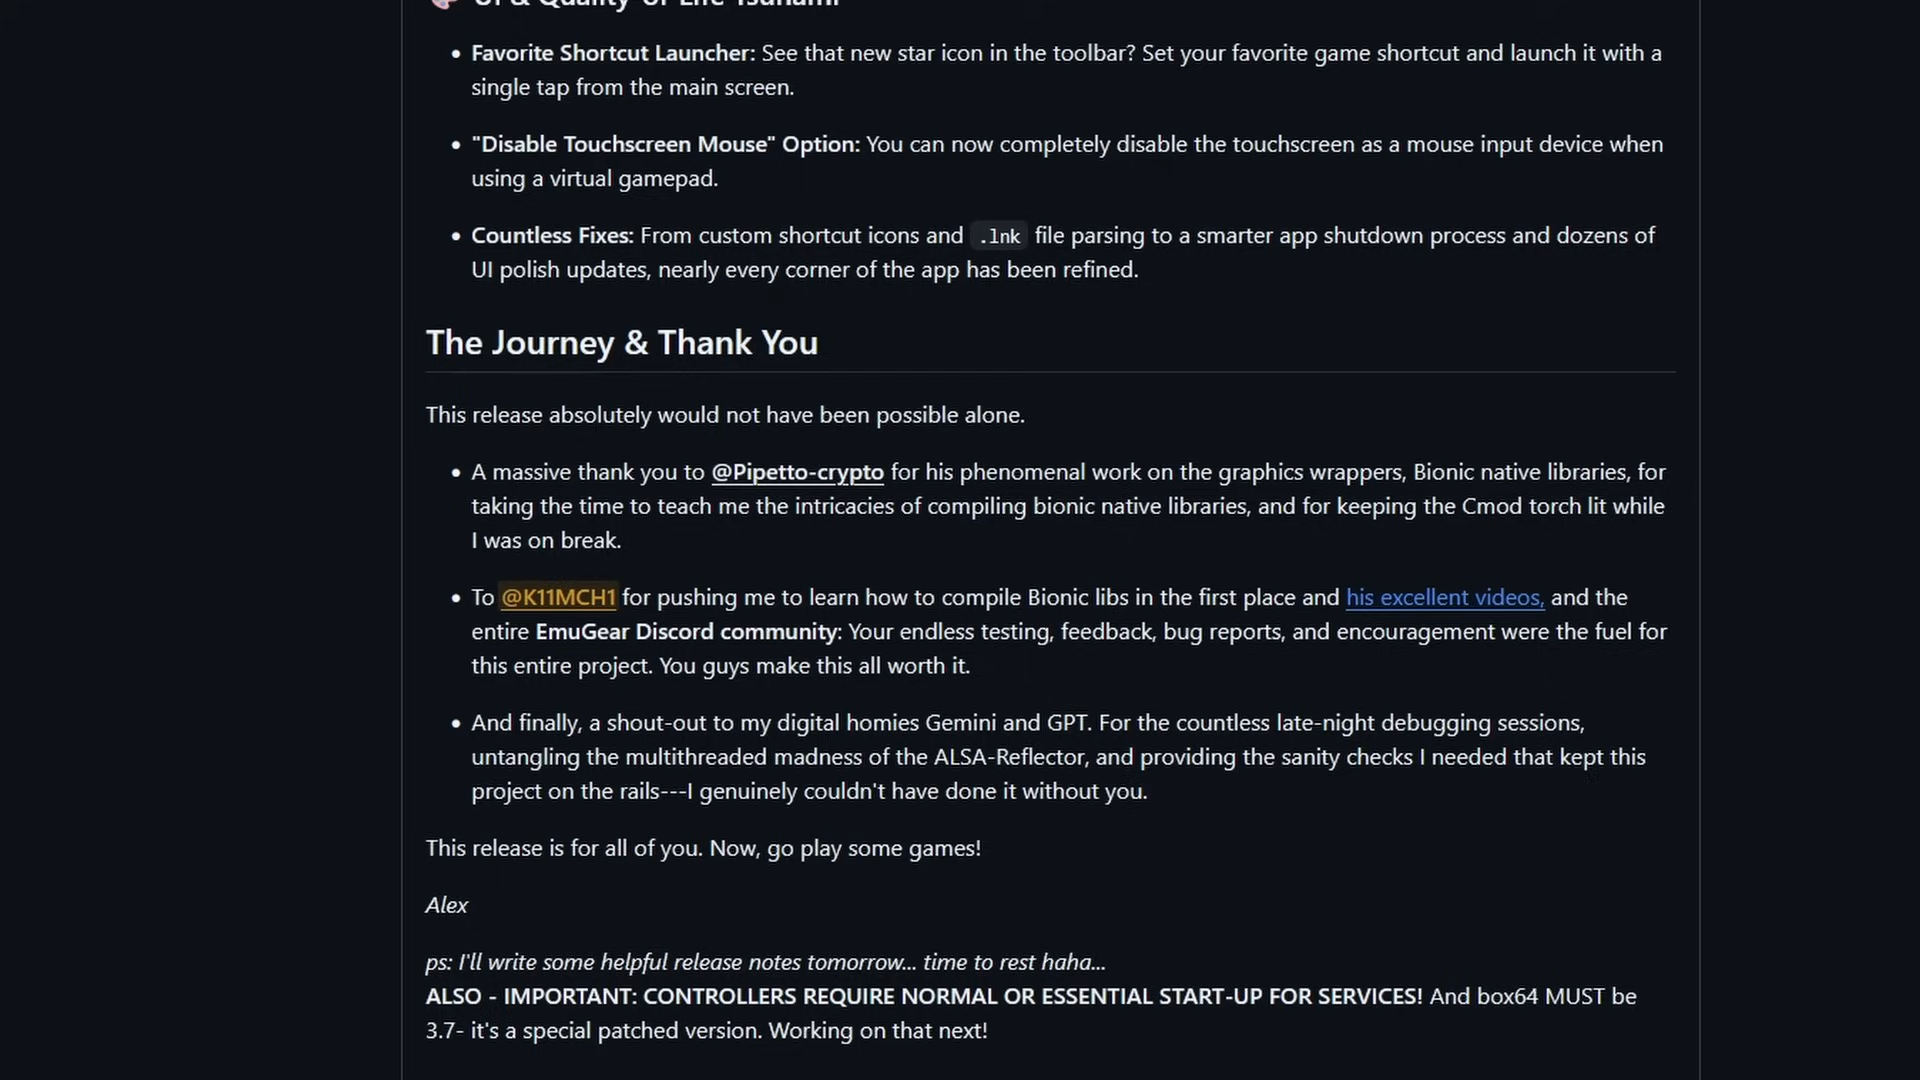 UI & Quality-of-Life Tsunami
• Favorite Shortcut Launcher: See that new star icon in the toolbar? Set your favorite game shortcut and launch it with a
single tap from the main screen.
• "Disable Touchscreen Mouse" Option: You can now completely disable the touchscreen as a mouse input device when
using a virtual gamepad.
• Countless Fixes: From custom shortcut icons and .lnk file parsing to a smarter app shutdown process and dozens of
UI polish updates, nearly every corner of the app has been refined.
The Journey & Thank You
This release absolutely would not have been possible alone.
• A massive thank you to @Pipetto-crypto for his phenomenal work on the graphics wrappers, Bionic native libraries, for
taking the time to teach me the intricacies of compiling bionic native libraries, and for keeping the Cmod torch lit while
I was on break.
• To @K11MCH1 for pushing me to learn how to compile Bionic libs in the first place and his excellent videos, and the
entire EmuGear Discord community: Your endless testing, feedback, bug reports, and encouragement were the fuel for
this entire project. You guys make this all worth it.
• And finally, a shout-out to my digital homies Gemini and GPT. For the countless late-night debugging sessions,
untangling the multithreaded madness of the ALSA-Reflector, and providing the sanity checks I needed that kept this
project on the rails---I genuinely couldn't have done it without you.
This release is for all of you. Now, go play some games!
Alex
ps: I'll write some helpful release notes tomorrow... time to rest haha...
ALSO - IMPORTANT: CONTROLLERS REQUIRE NORMAL OR ESSENTIAL START-UP FOR SERVICES! And box64 MUST be
3.7- it's a special patched version. Working on that next!